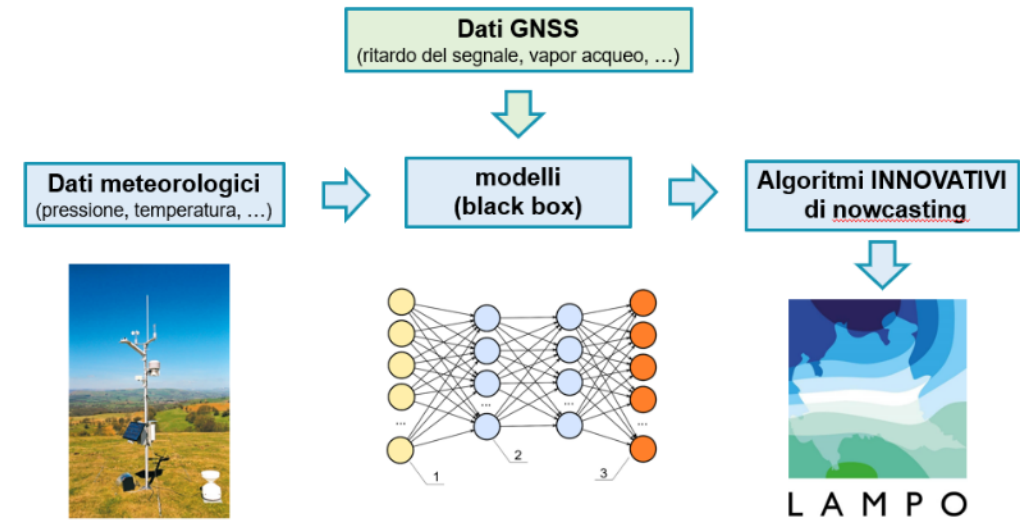 Dati GNSS
(ritardo del segnale, vapor acqueo, …)
Dati meteorologici
(pressione, temperatura, …)
modelli
(black box)
Algoritmi INNOVATIVI
di nowcasting
...
...
...
...
1
2
3
LAMPO